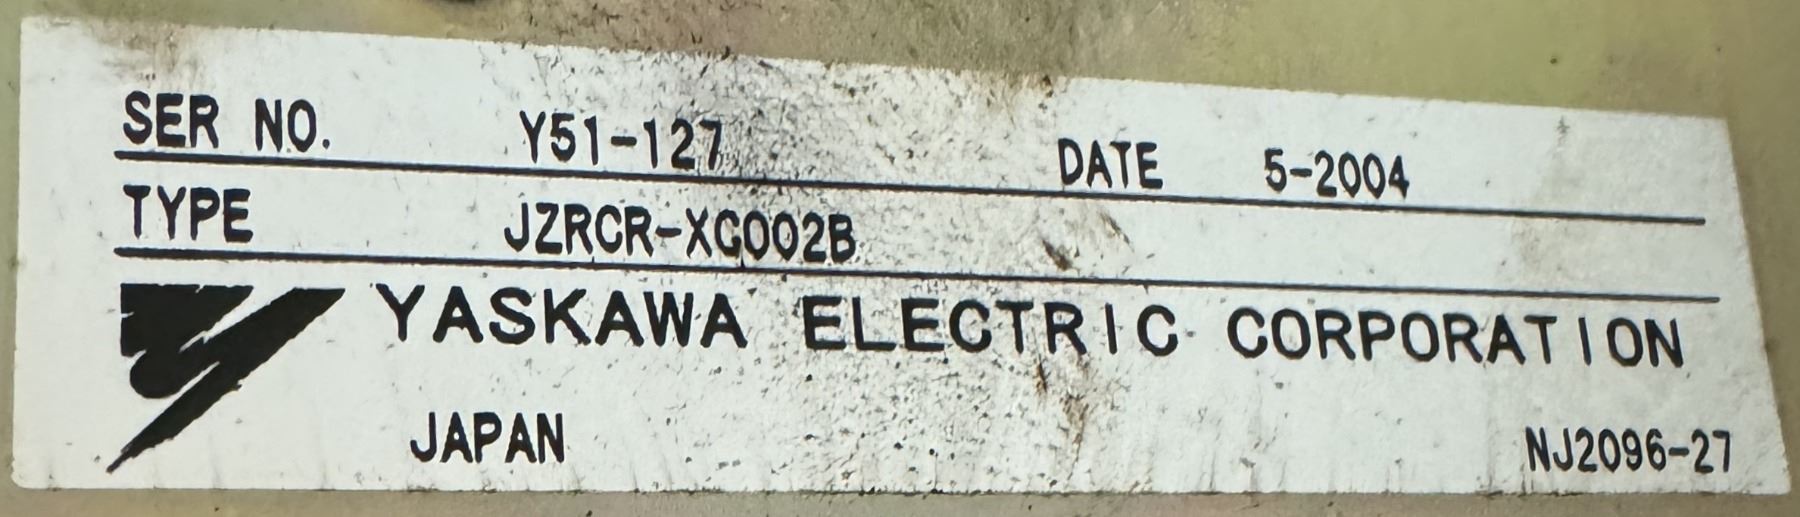 SER NO. Y51-127 DATE 5-2004
TYPE JZRCR-XC002B
YASKAWA ELECTRIC CORPORATION
JAPAN NJ2096-27